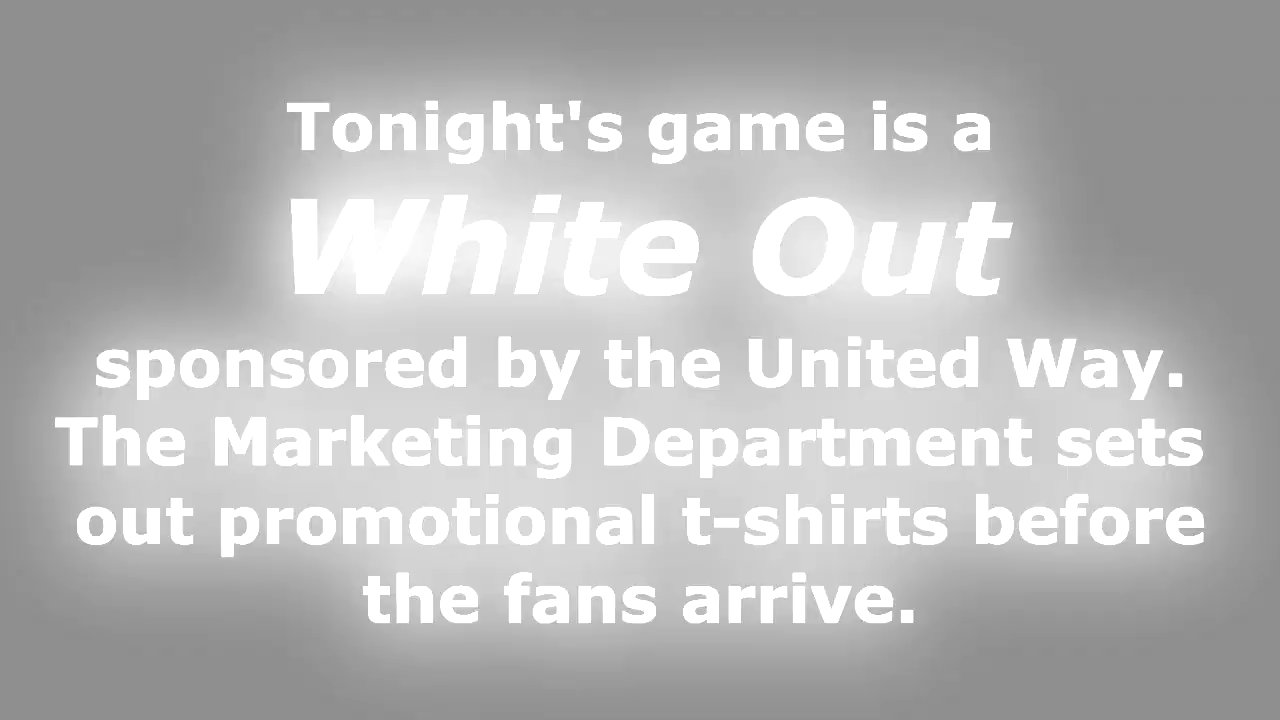 Tonight's game is a
White Out
sponsored by the United Way.
The Marketing Department sets
out promotional t-shirts before
the fans arrive.